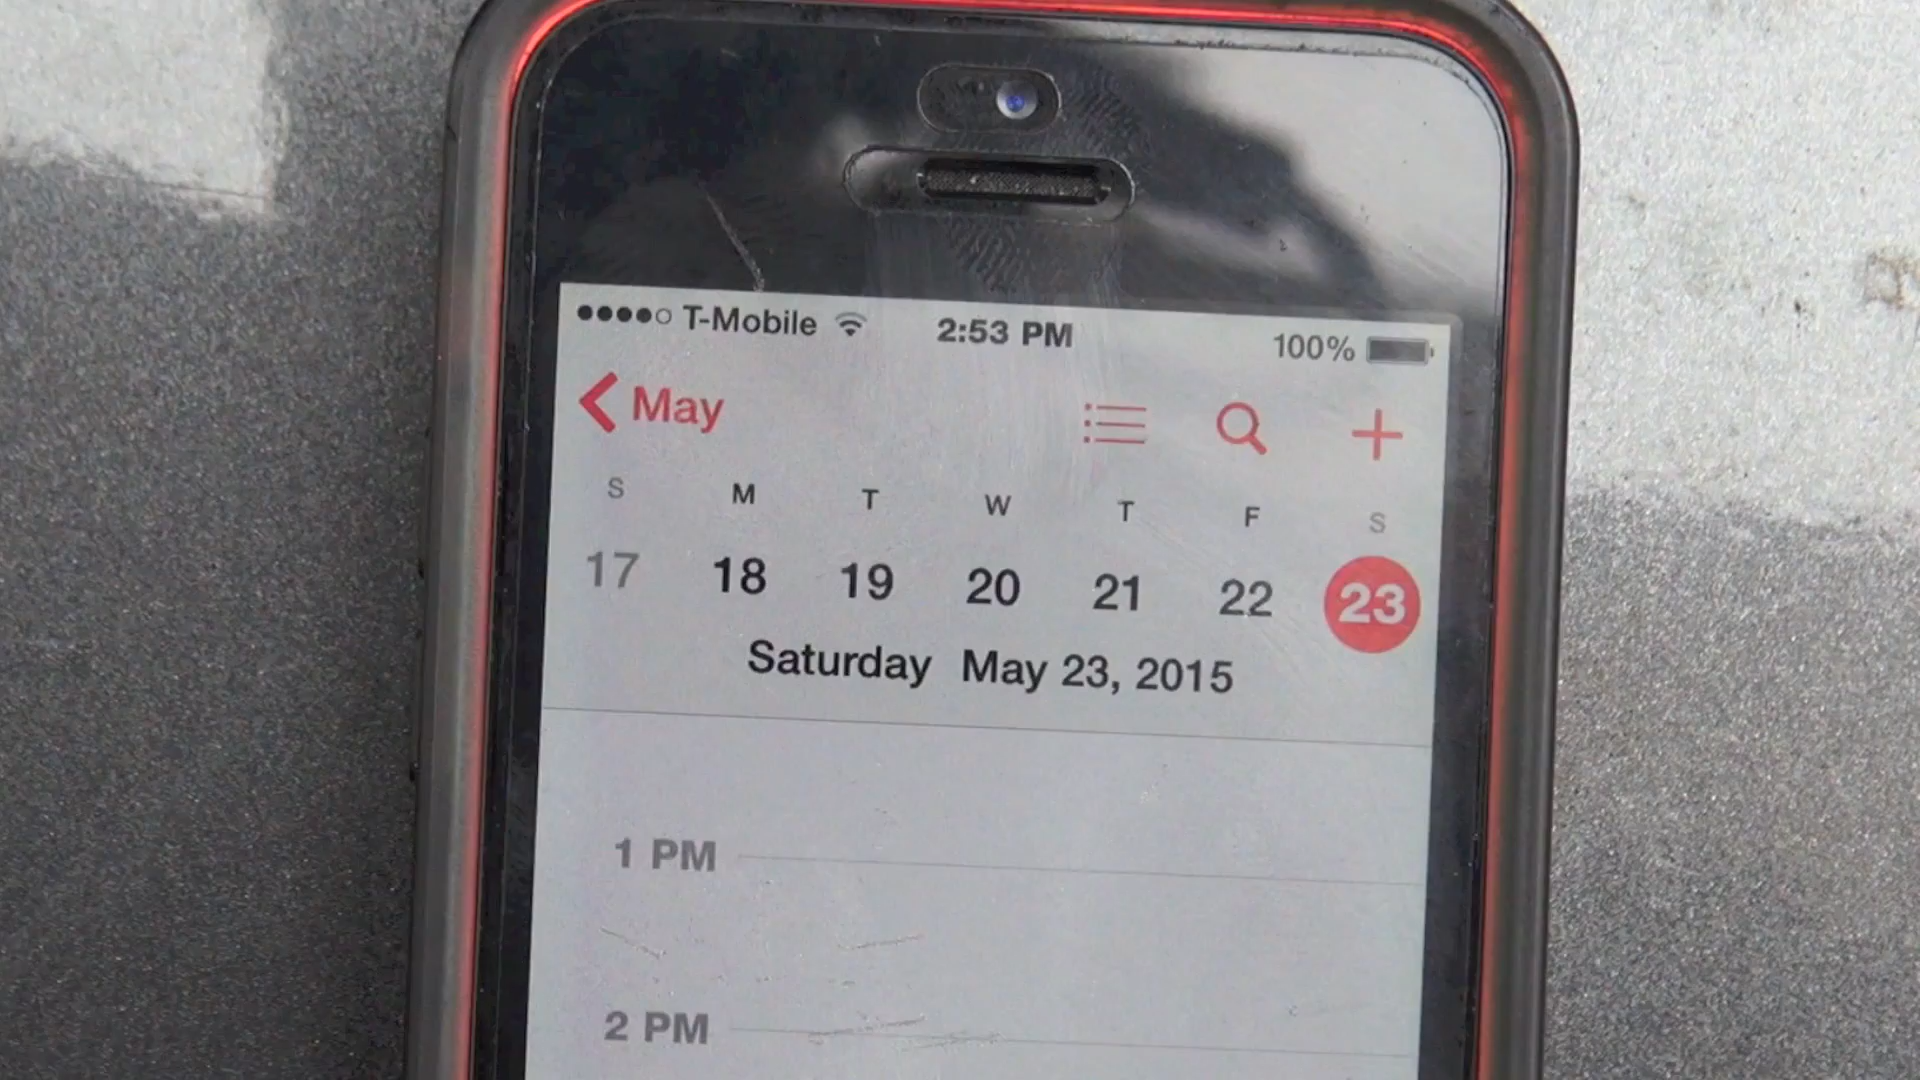 T-Mobile 2:53 PM 100%
May
S M T W T F S
17 18 19 20 21 22 23
Saturday May 23, 2015
1 PM
2 PM